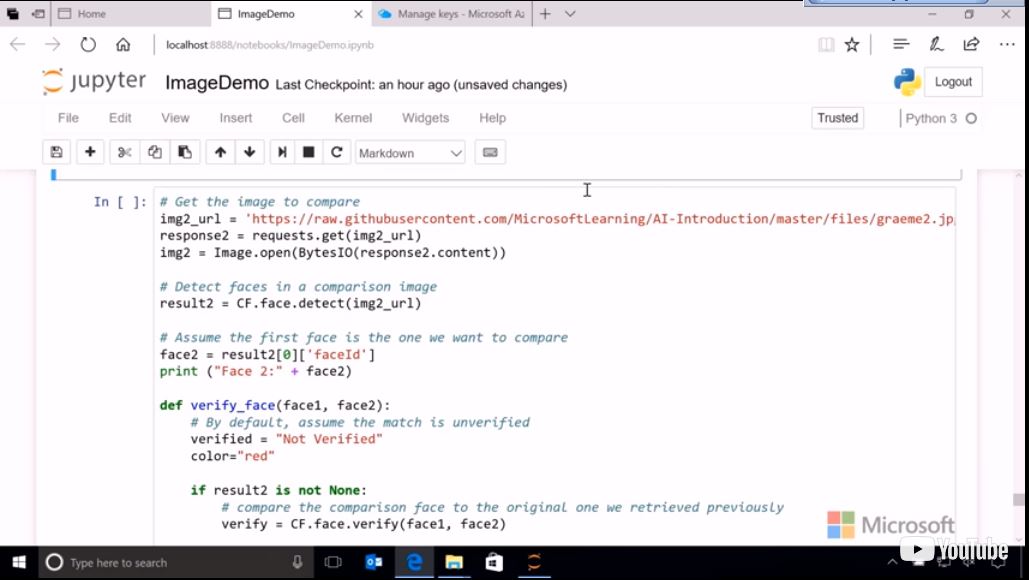 Home
ImageDemo
Manage keys - Microsoft Az
localhost:8888/notebooks/ImageDemo.ipynb
jupyter ImageDemo Last Checkpoint: an hour ago (unsaved changes)
Logout
File Edit View Insert Cell Kernel Widgets Help
Trusted
Python 3
Markdown
In [ ]:
# Get the image to compare
img2_url = 'https://raw.githubusercontent.com/MicrosoftLearning/AI-Introduction/master/files/graeme2.jp
response2 = requests.get(img2_url)
img2 = Image.open(BytesIO(response2.content))
# Detect faces in a comparison image
result2 = CF.face.detect(img2_url)
# Assume the first face is the one we want to compare
face2 = result2[0]['faceId']
print ("Face 2:" + face2)
def verify_face(face1, face2):
# By default, assume the match is unverified
verified = "Not Verified"
color="red"
if result2 is not None:
# compare the comparison face to the original one we retrieved previously
verify = CF.face.verify(face1, face2)
Microsoft
YouTube
Type here to search